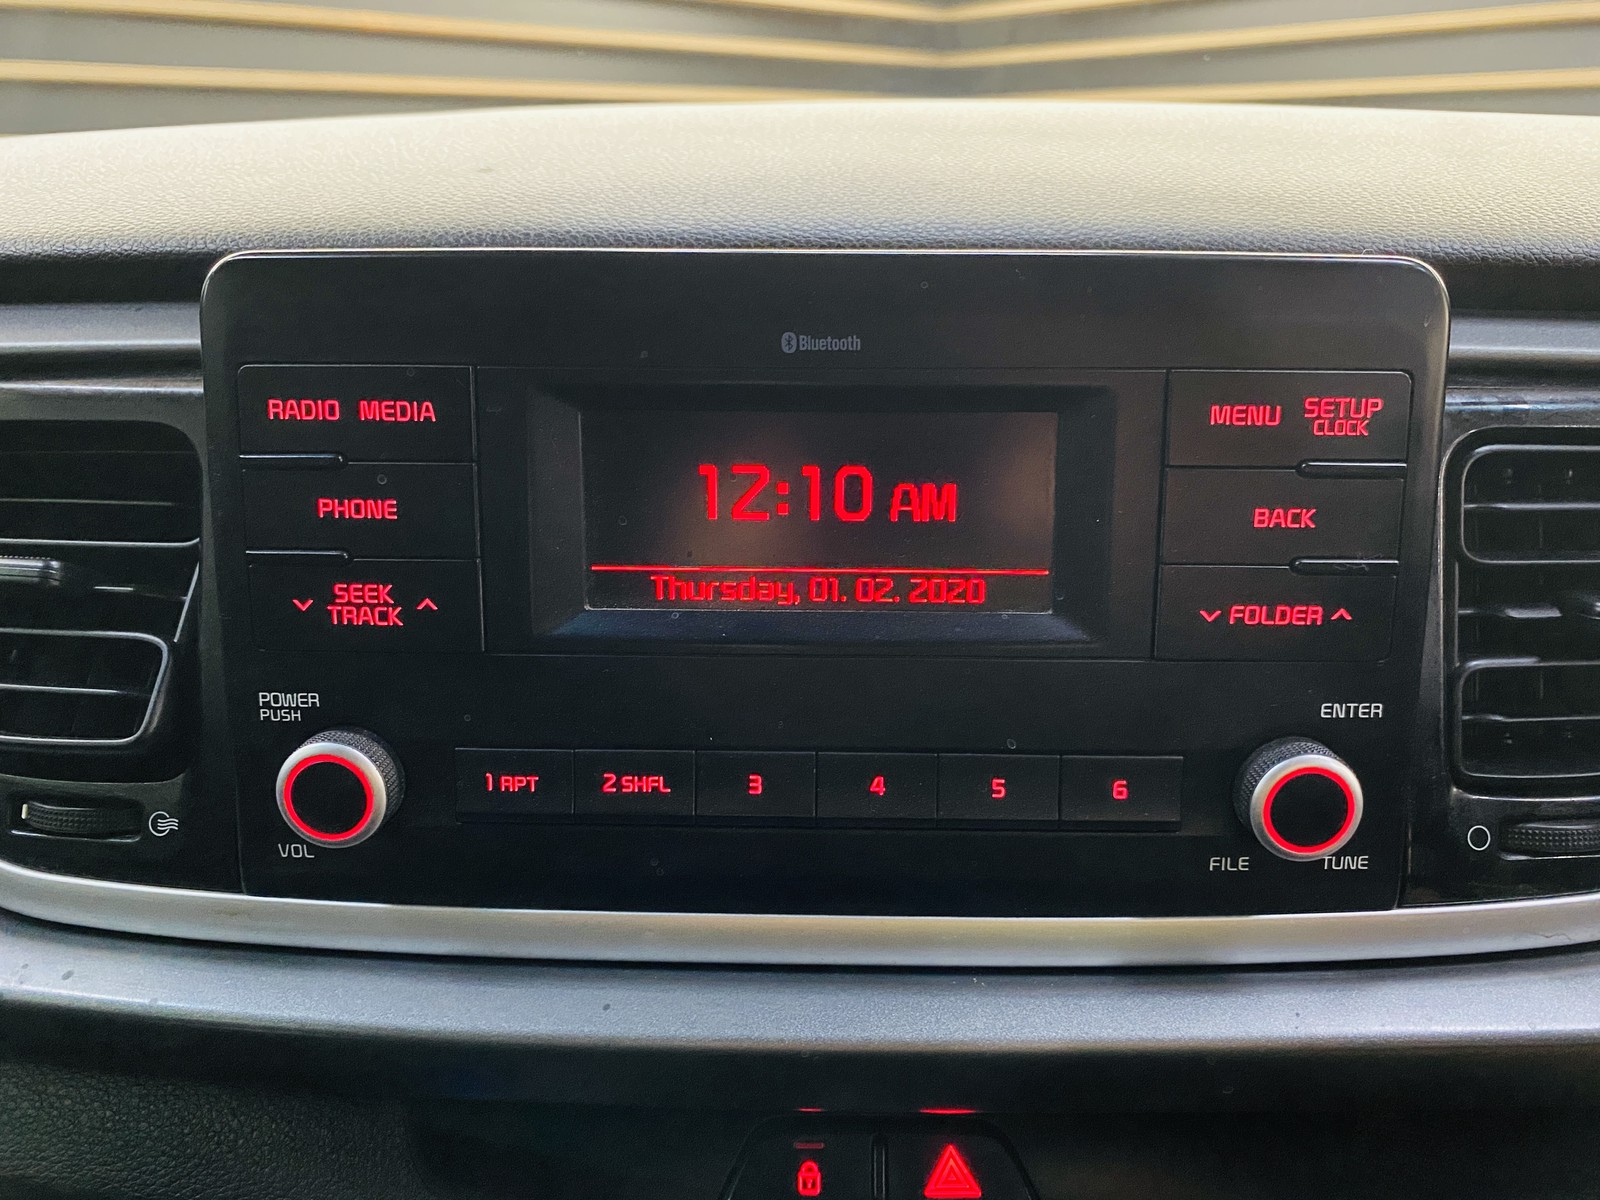 Bluetooth
RADIO MEDIA
MENU SETUP
CLOCK
12:10 AM
PHONE
BACK
SEEK
TRACK
Thursday, 01. 02. 2020
FOLDER
POWER
PUSH
ENTER
1 RPT 2 SHFL 3 4 5 6
VOL
FILE TUNE